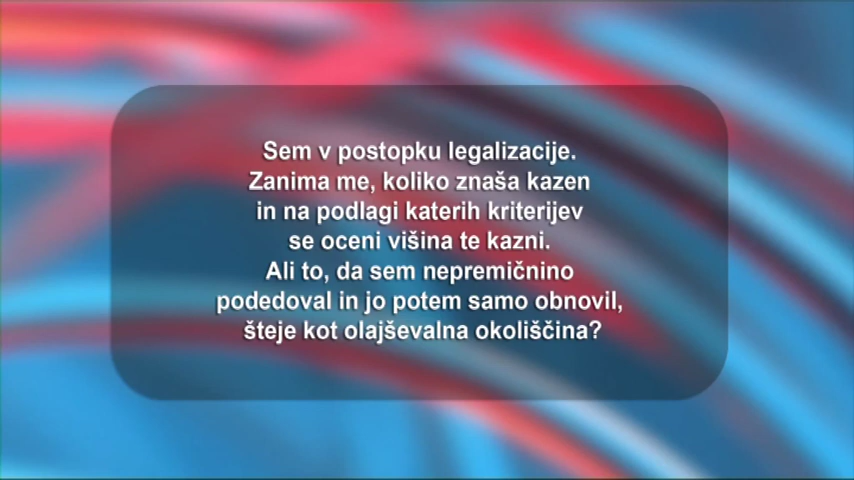 Sem v postopku legalizacije.
Zanima me, koliko znaša kazen
in na podlagi katerih kriterijev
se oceni višina te kazni.
Ali to, da sem nepremičnino
podedoval in jo potem samo obnovil,
šteje kot olajševalna okoliščina?